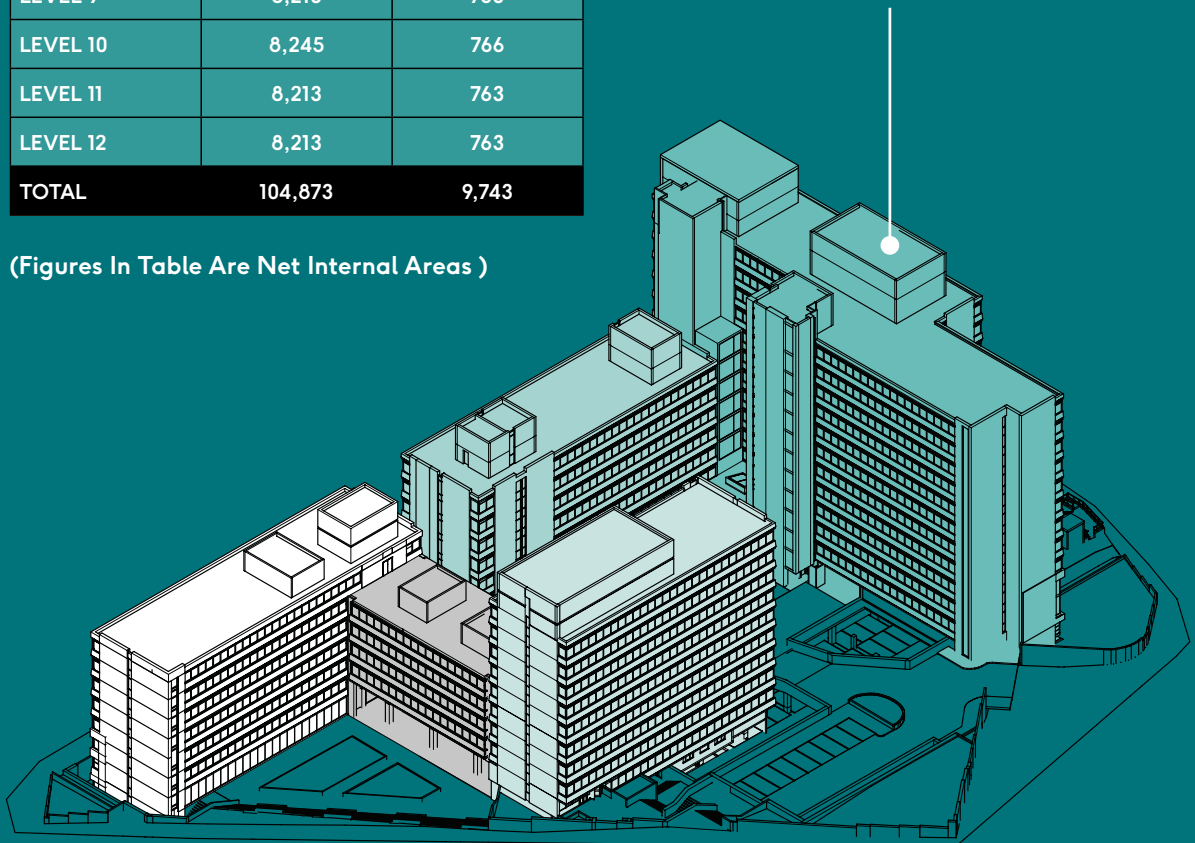 LEVEL 10 8,245 766
LEVEL 11 8,213 763
LEVEL 12 8,213 763
TOTAL 104,873 9,743
(Figures In Table Are Net Internal Areas )